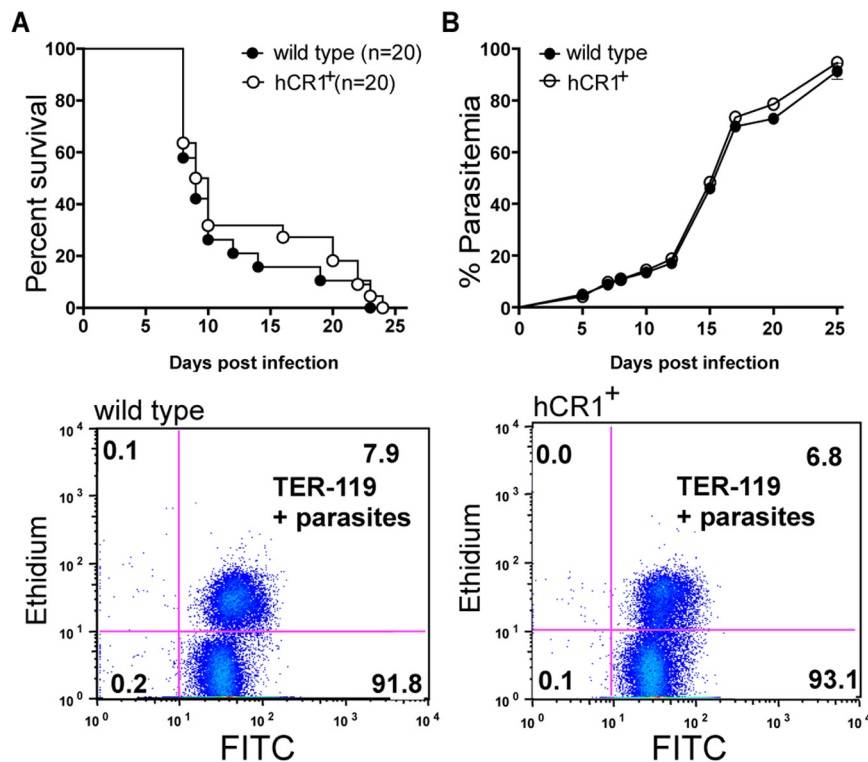 A
wild type (n=20)
hCR1+(n=20)
Percent survival
100
80
60
40
20
0
0 5 10 15 20 25
Days post infection
B
wild type
hCR1+
% Parasitemia
100
80
60
40
20
0
0 5 10 15 20 25
Days post infection
wild type
0.1 7.9
TER-119
+ parasites
0.2 91.8
Ethidium
10^4
10^3
10^2
10^1
10^0
10^0 10^1 10^2 10^3 10^4
FITC
hCR1+
0.0 6.8
TER-119
+ parasites
0.1 93.1
Ethidium
10^4
10^3
10^2
10^1
10^0
10^0 10^1 10^2 10^3 10^4
FITC